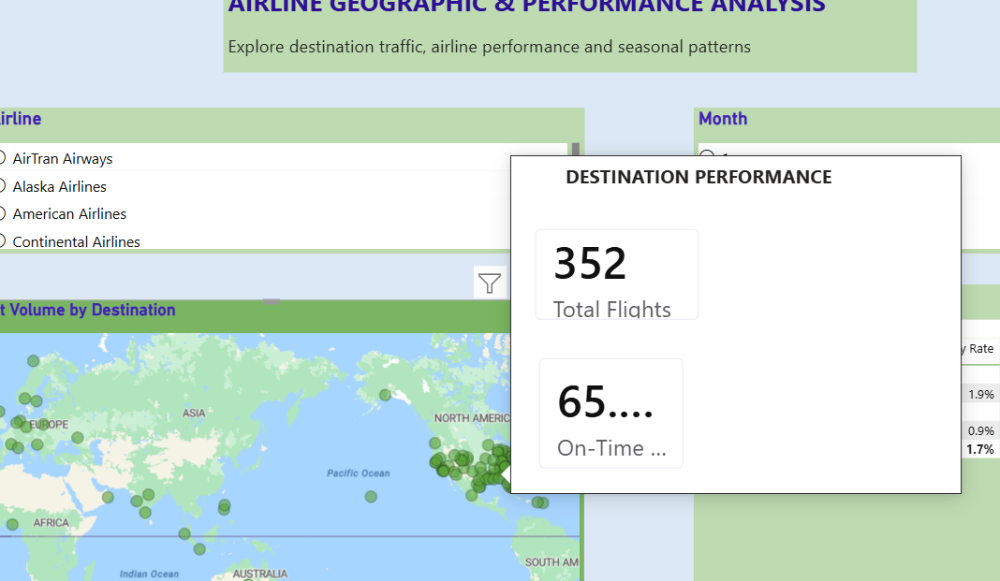 AIRLINE GEOGRAPHIC & PERFORMANCE ANALYSIS
Explore destination traffic, airline performance and seasonal patterns
irline
AirTran Airways
Alaska Airlines
American Airlines
Continental Airlines
Month
DESTINATION PERFORMANCE
352
Total Flights
65....
On-Time ...
t Volume by Destination
ASIA
EUROPE
NORTH AMERIC
Pacific Ocean
AFRICA
SOUTH AM
Indian Ocean
AUSTRALIA
y Rate
1.9%
0.9%
1.7%